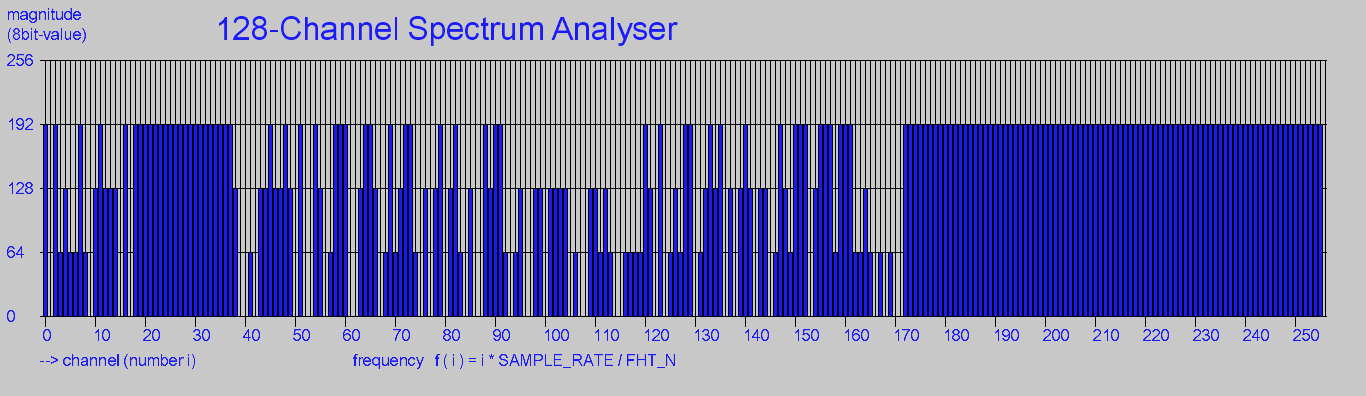 magnitude
(8bit-value)
128-Channel Spectrum Analyser
256
192
128
64
0
0 10 20 30 40 50 60 70 80 90 100 110 120 130 140 150 160 170 180 190 200 210 220 230 240 250
--> channel (number i)
frequency f ( i ) = i * SAMPLE_RATE / FHT_N